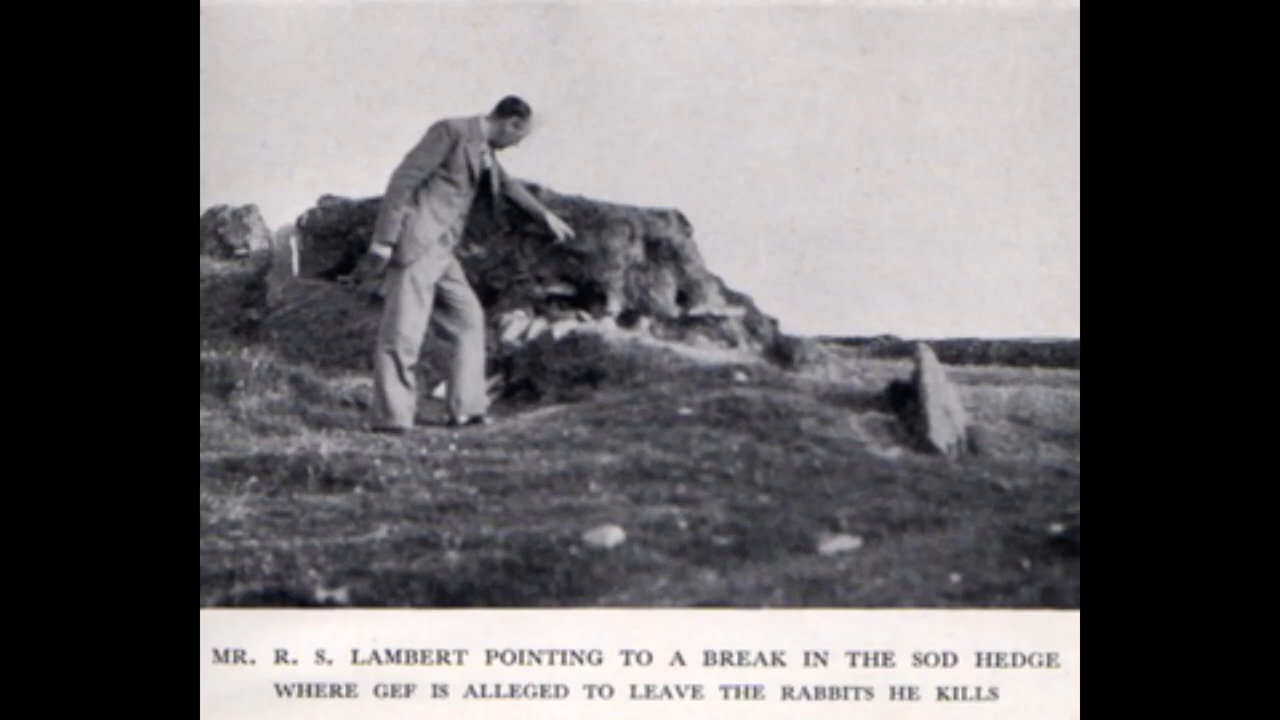 MR. R. S. LAMBERT POINTING TO A BREAK IN THE SOD HEDGE
WHERE GEF IS ALLEGED TO LEAVE THE RABBITS HE KILLS